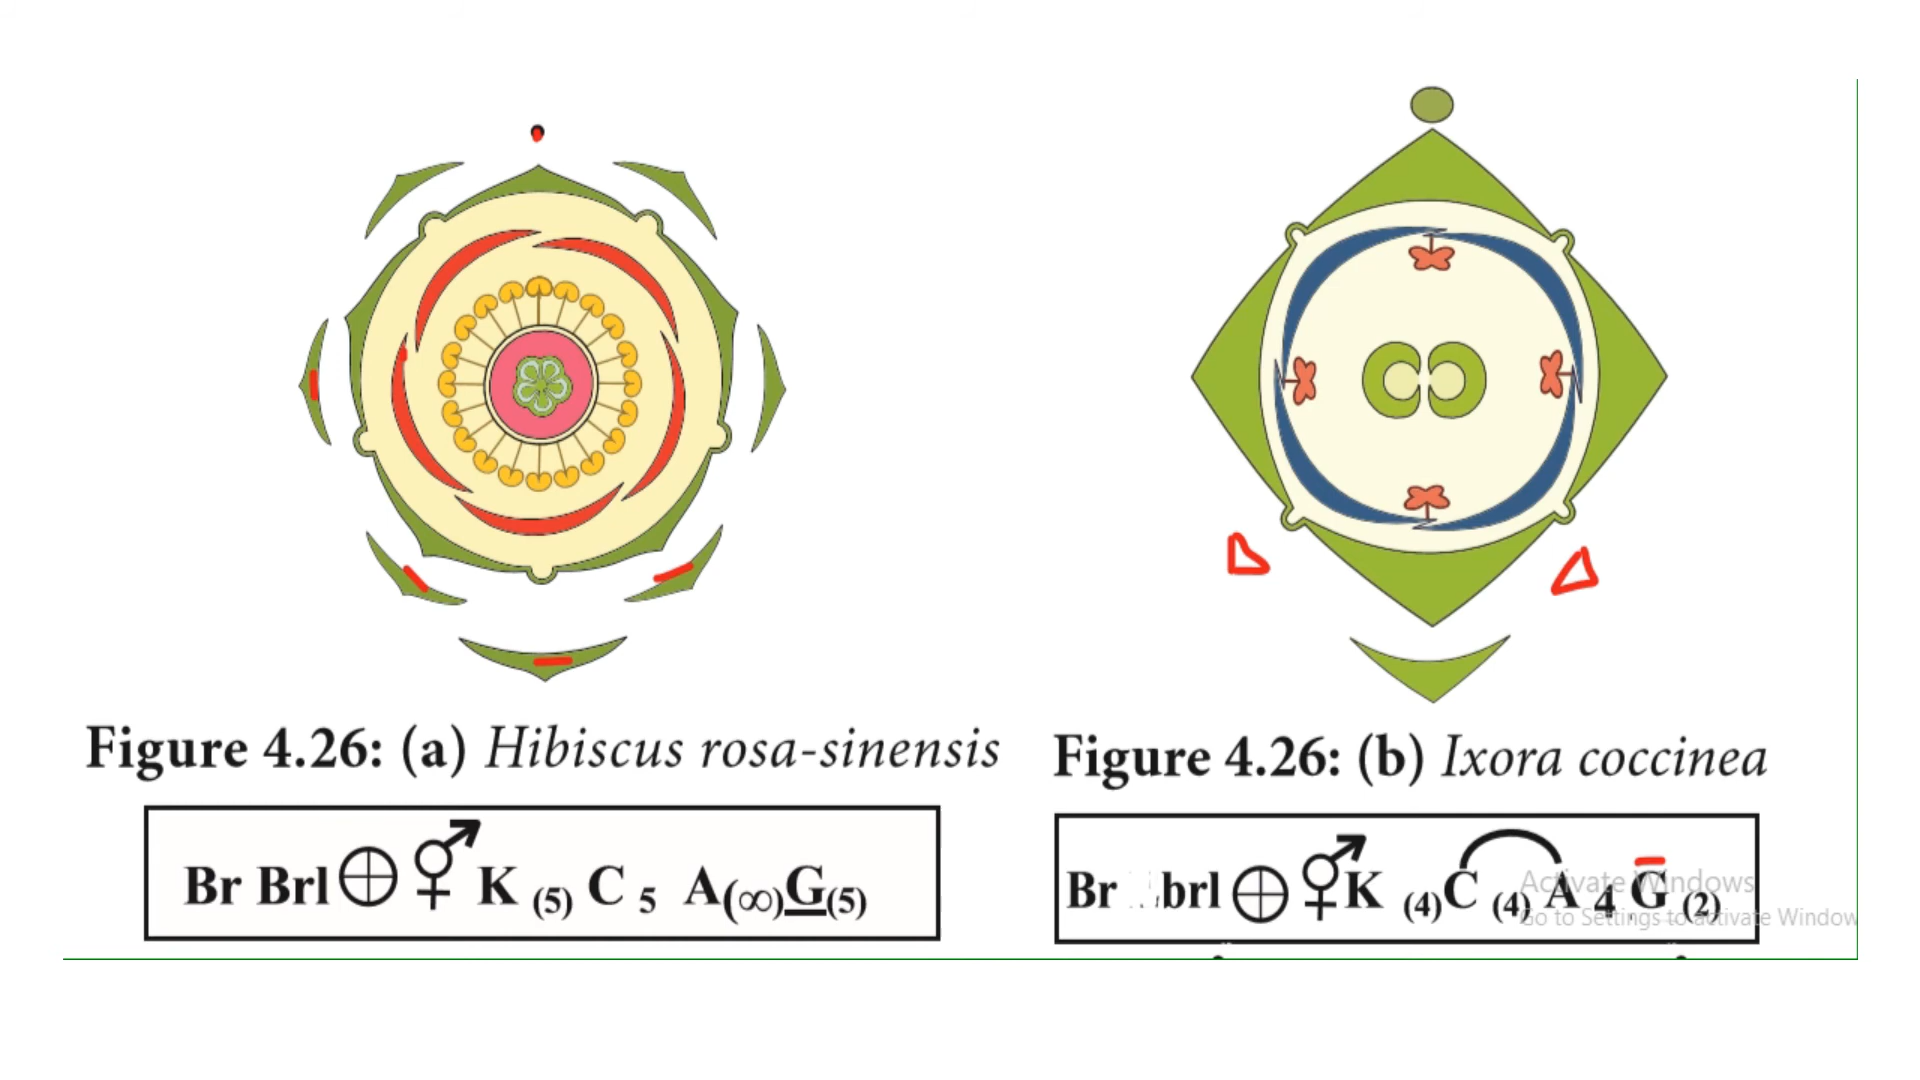 Figure 4.26: (a) Hibiscus rosa-sinensis
Br Brl ⊕ ⚥ K (5) C 5 A(∞)G(5)
Figure 4.26: (b) Ixora coccinea
Br brl ⊕ ⚥K (4)C (4) A 4 G (2)
Activate Windows
Go to Settings to activate Window